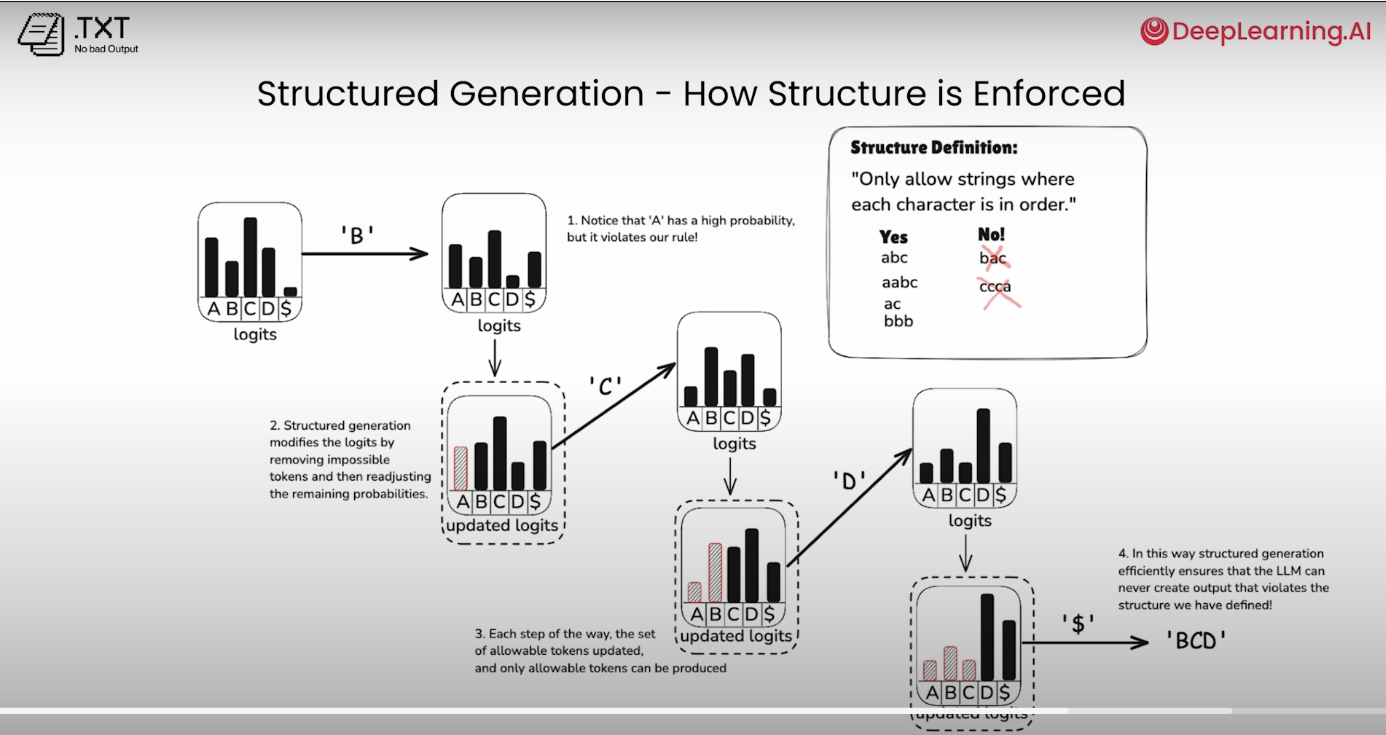 .TXT
No bad Output
DeepLearning.AI
Structured Generation - How Structure is Enforced
Structure Definition:
"Only allow strings where
each character is in order."
Yes No!
abc bac
aabc ccca
ac
bbb
'B'
A B C D $
logits
A B C D $
logits
1. Notice that 'A' has a high probability,
but it violates our rule!
2. Structured generation
modifies the logits by
removing impossible
tokens and then readjusting
the remaining probabilities.
A B C D $
updated logits
'C'
A B C D $
logits
A B C D $
updated logits
3. Each step of the way, the set
of allowable tokens updated,
and only allowable tokens can be produced
'D'
A B C D $
logits
A B C D $
updated logits
'$'
'BCD'
4. In this way structured generation
efficiently ensures that the LLM can
never create output that violates the
structure we have defined!